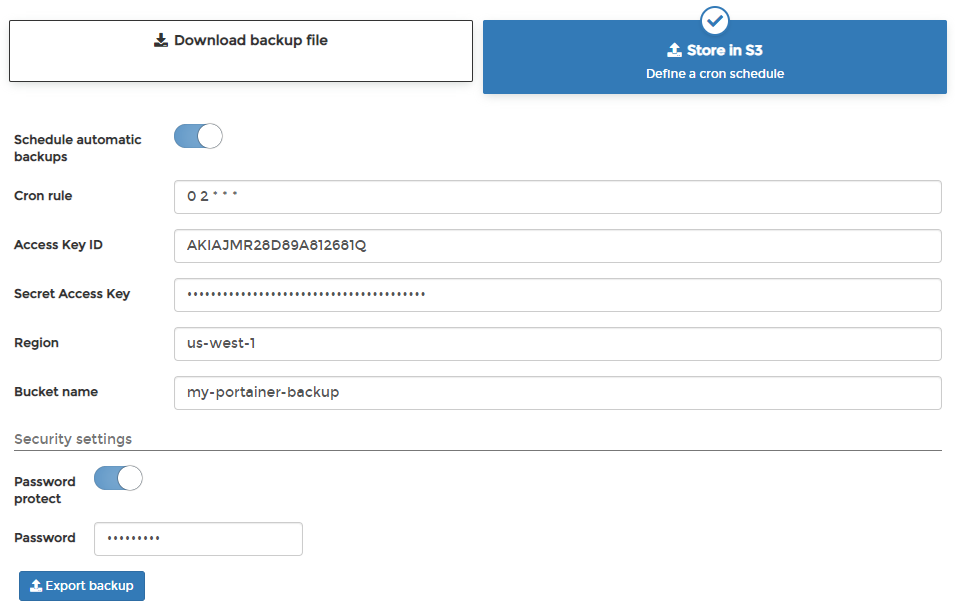 Download backup file
Store in S3
Define a cron schedule
Schedule automatic
backups
Cron rule
0 2 * * *
Access Key ID
AKIAJMR28D89A812681Q
Secret Access Key
••••••••••••••••••••••••••••••••••••••••
Region
us-west-1
Bucket name
my-portainer-backup
Security settings
Password
protect
Password
•••••••••
Export backup